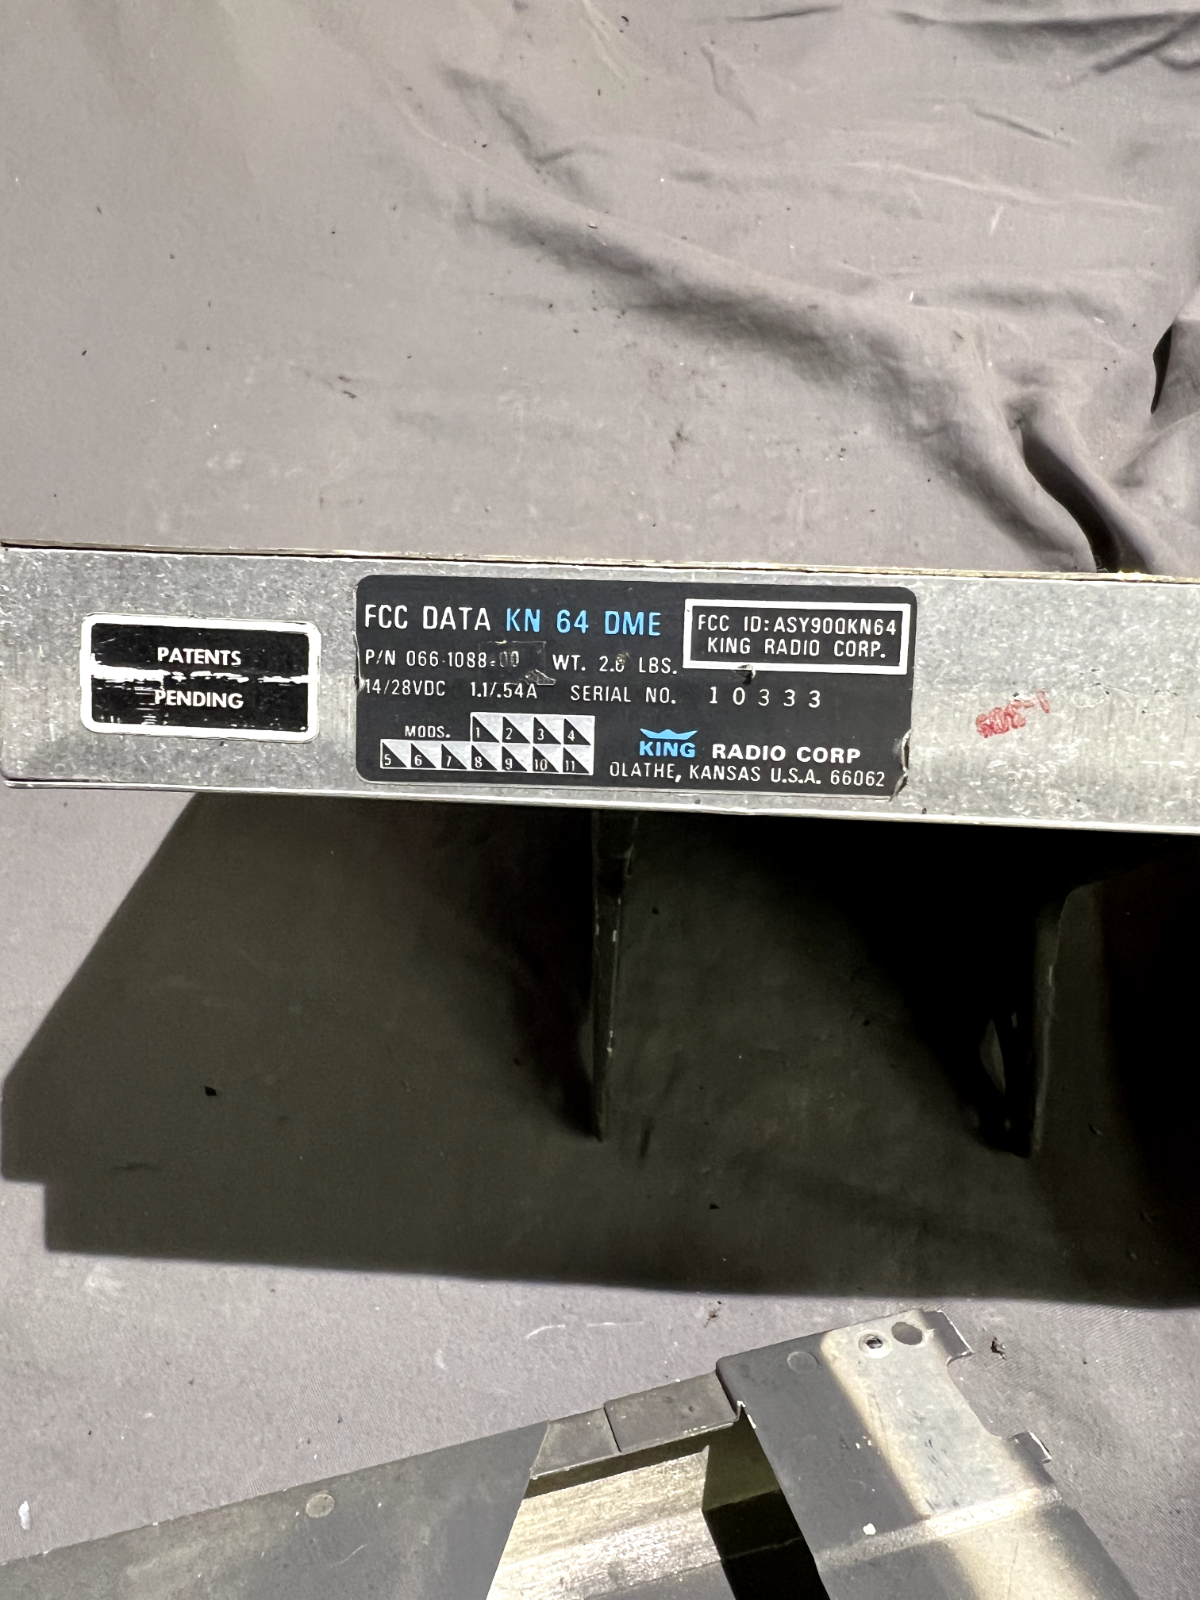 PATENTS
PENDING
FCC DATA KN 64 DME
FCC ID: ASY90QKN64
KING RADIO CORP.
P/N 066-1088-00 WT. 2.6 LBS.
14/28VDC 1.1/.54A SERIAL NO. 10333
MODS. 1 2 3 4
5 6 7 8 9 10 11
KING RADIO CORP
OLATHE, KANSAS U.S.A. 66062